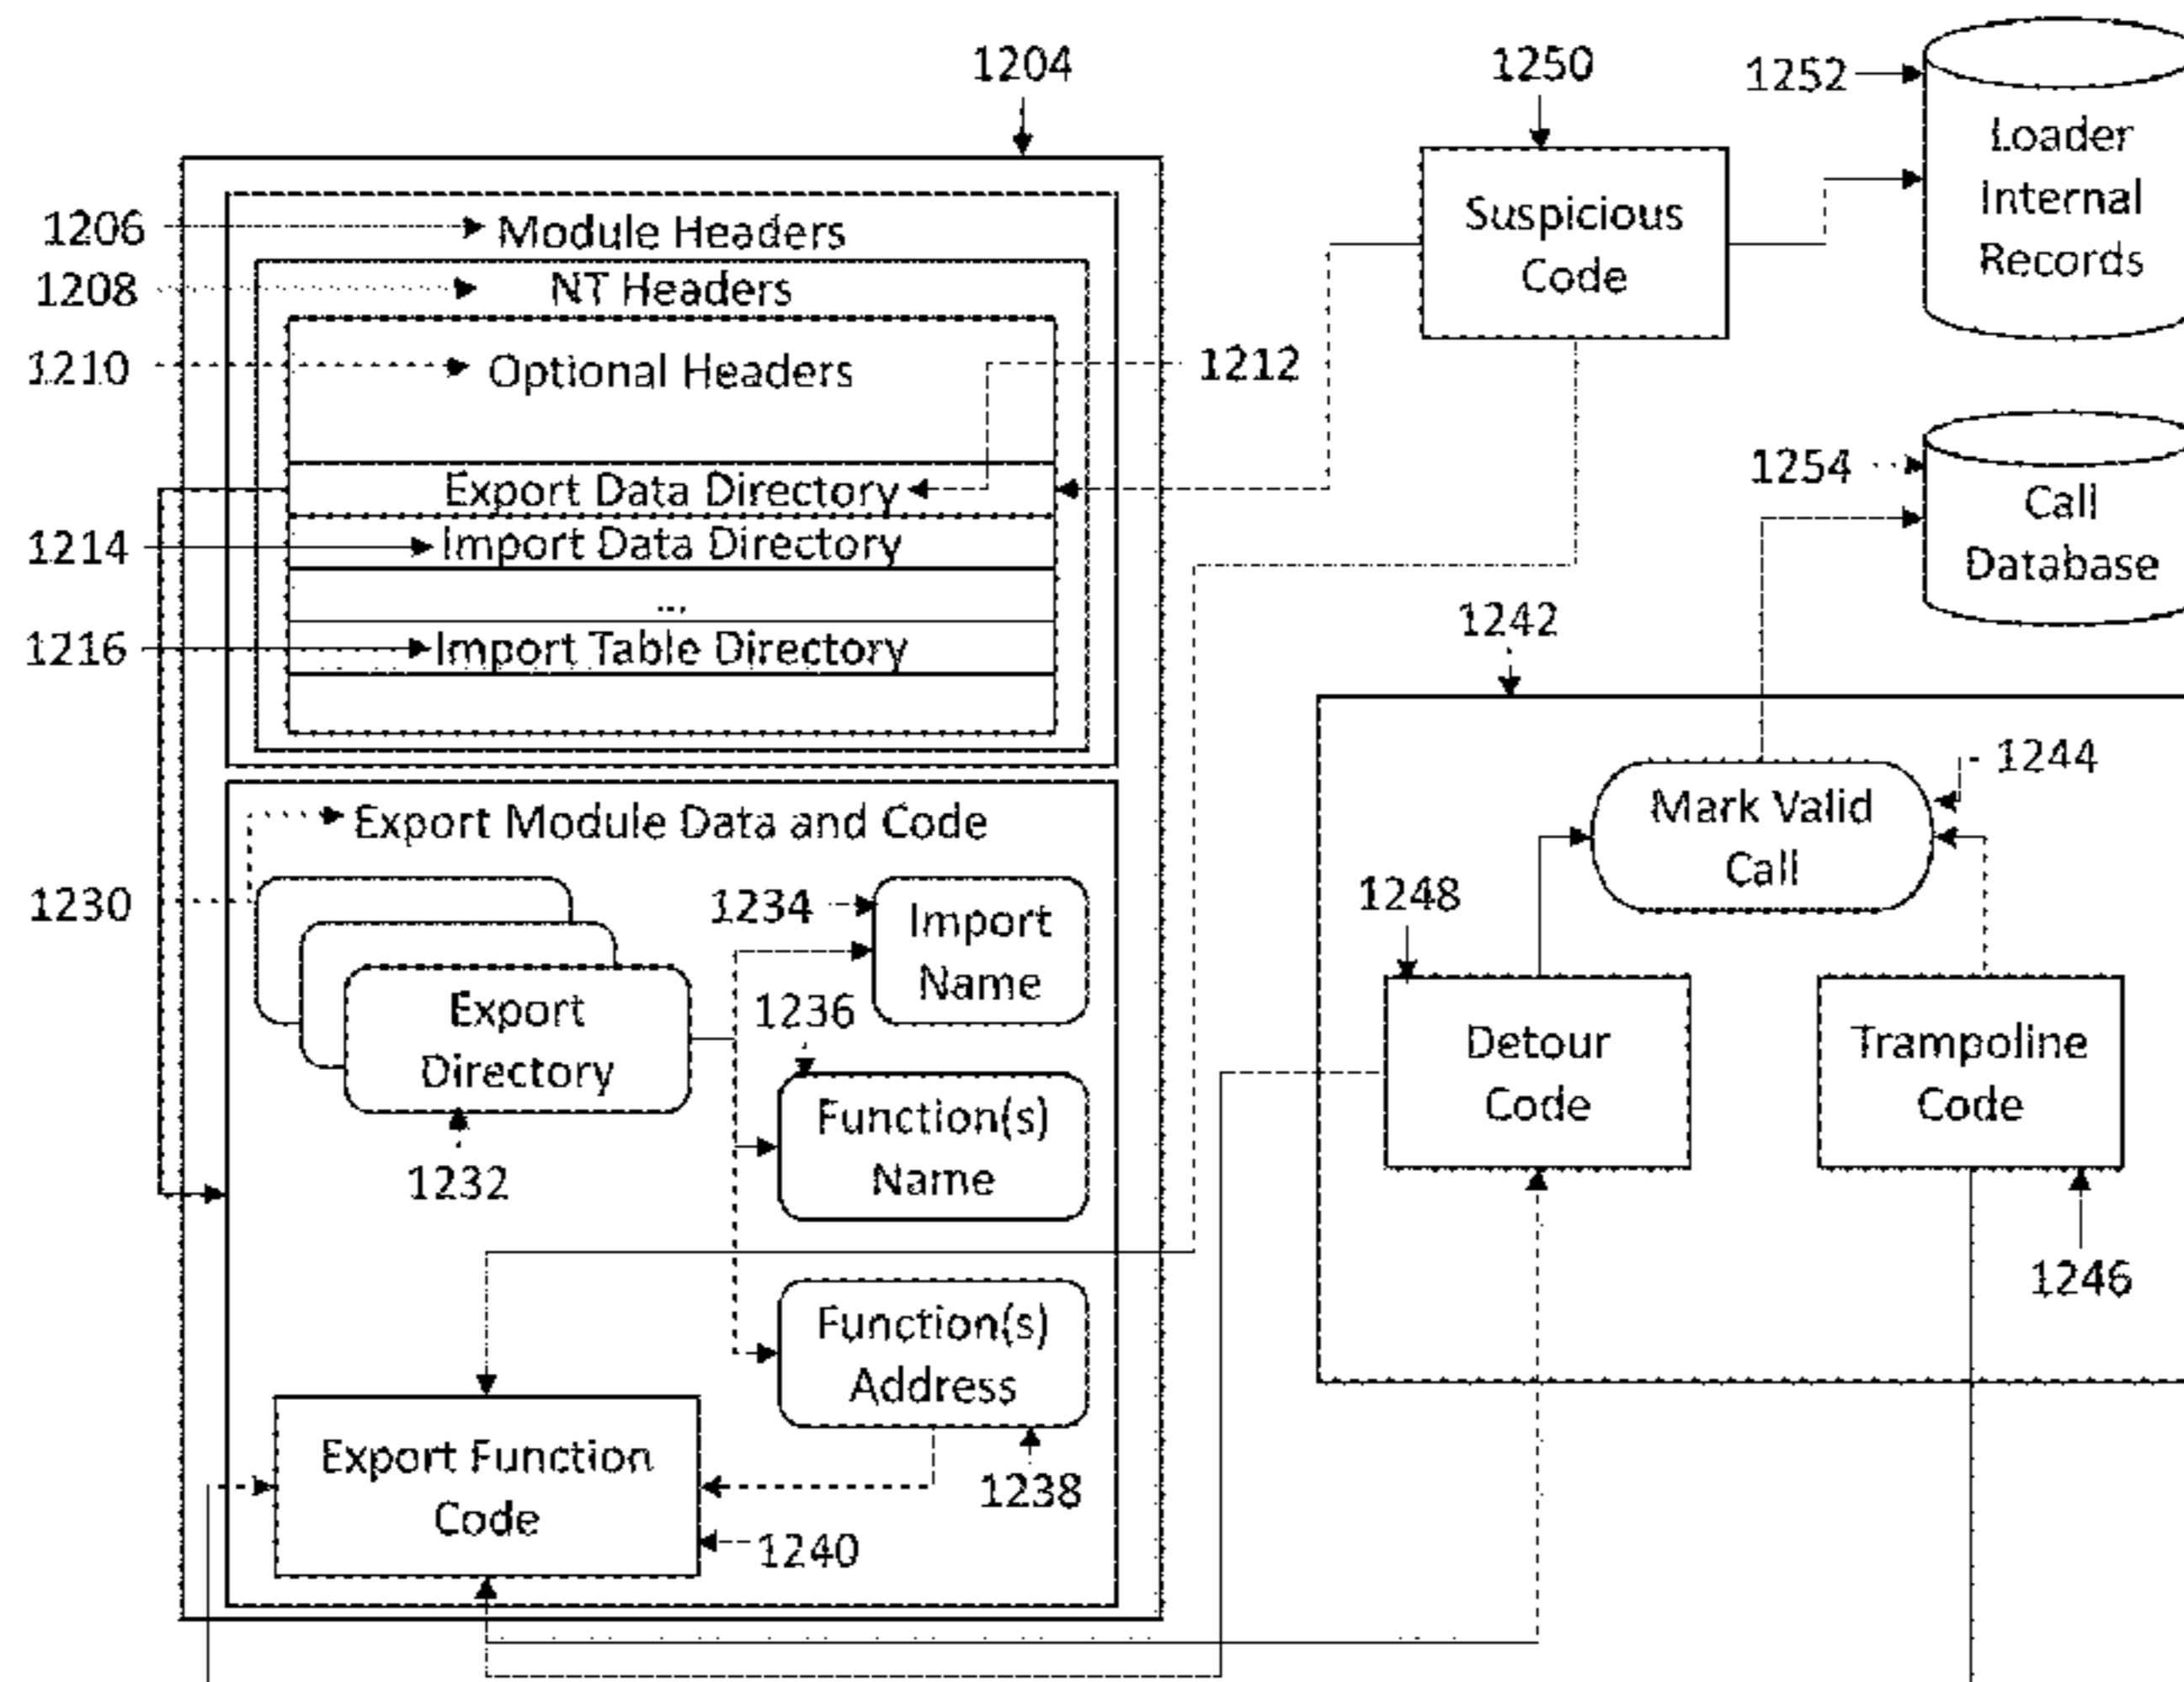 1204
1250
1252
Loader
Internal
Records
Suspicious
Code
1206
Module Headers
1208
NT Headers
1210
Optional Headers
1212
Export Data Directory
1254
Call
Database
1214
Import Data Directory
...
1216
Import Table Directory
1242
1244
Mark Valid
Call
Export Module Data and Code
1230
1234
Import
Name
1248
Export
Directory
1236
Detour
Code
Trampoline
Code
Function(s)
Name
1232
1246
Function(s)
Address
Export Function
Code
1238
1240